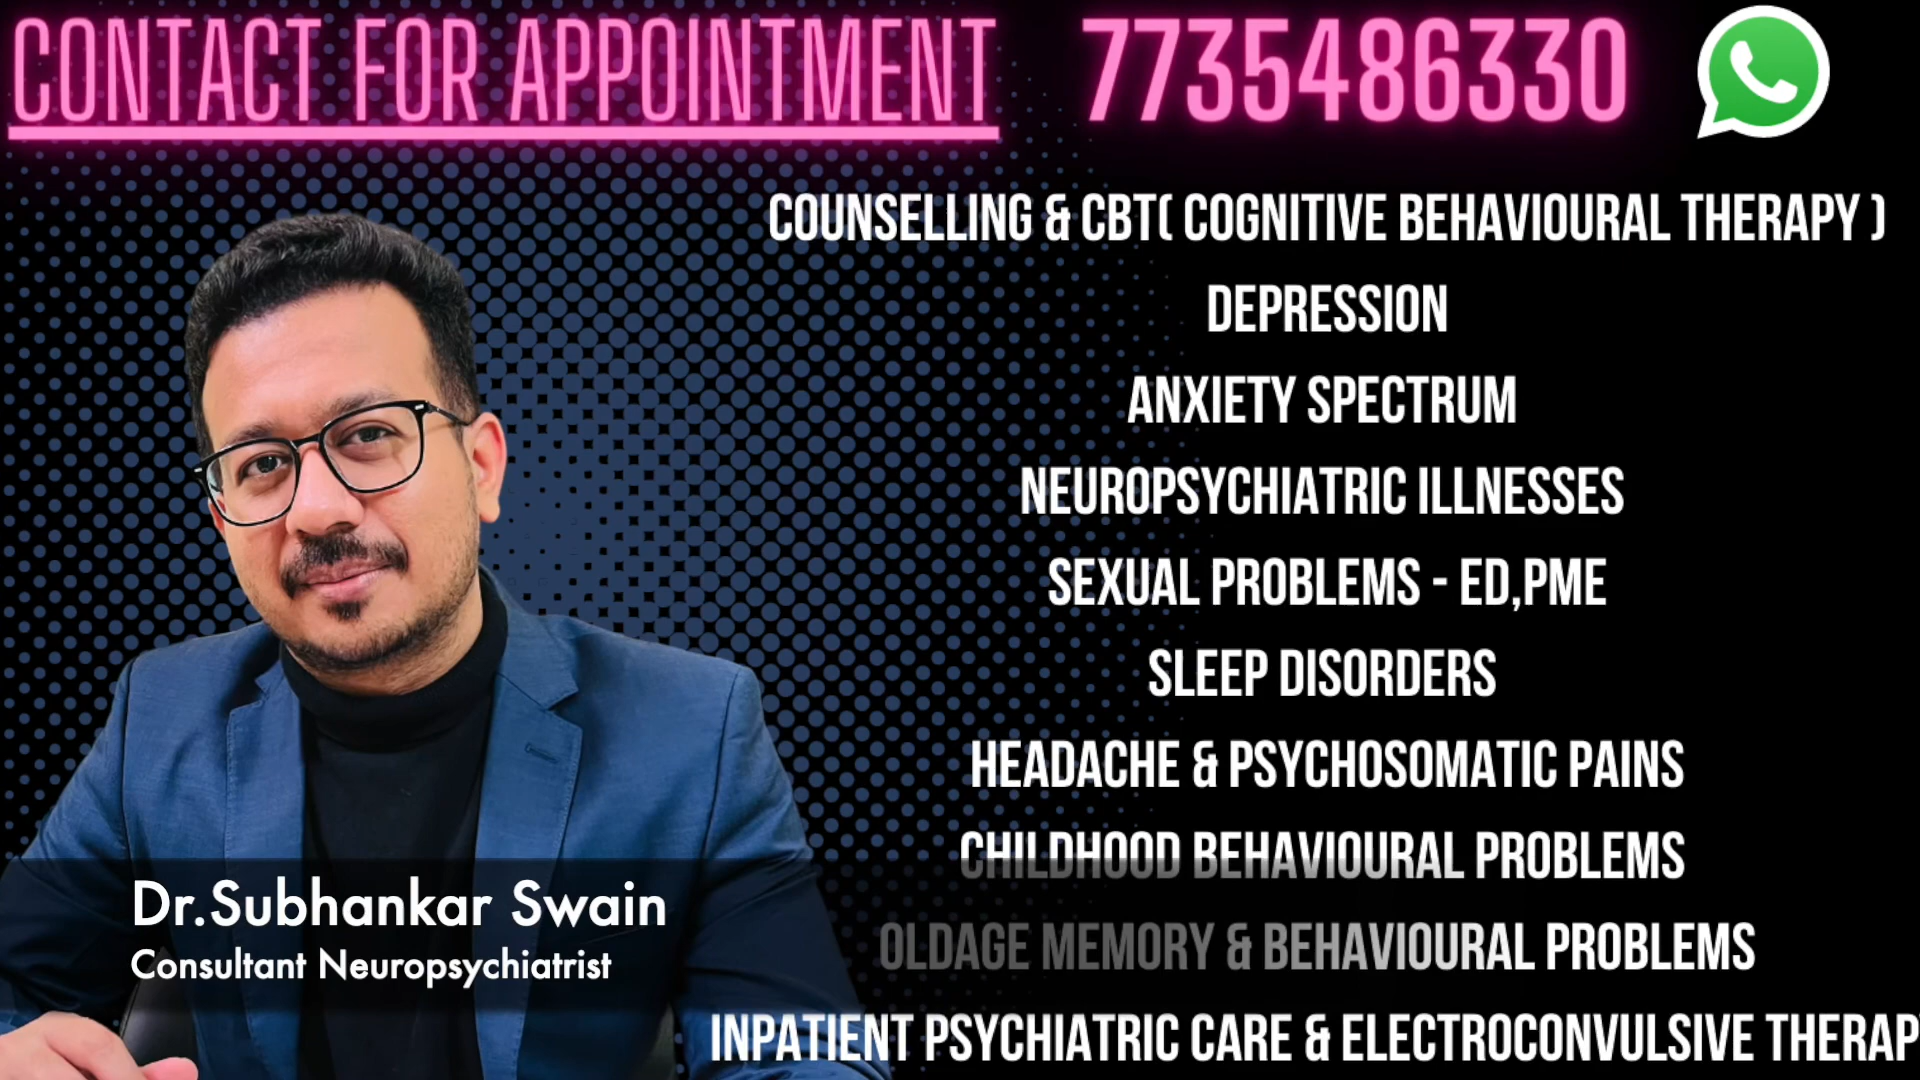 CONTACT FOR APPOINTMENT 7735486330
COUNSELLING & CBT( COGNITIVE BEHAVIOURAL THERAPY )
DEPRESSION
ANXIETY SPECTRUM
NEUROPSYCHIATRIC ILLNESSES
SEXUAL PROBLEMS - ED,PME
SLEEP DISORDERS
HEADACHE & PSYCHOSOMATIC PAINS
CHILDHOOD BEHAVIOURAL PROBLEMS
OLDAGE MEMORY & BEHAVIOURAL PROBLEMS
INPATIENT PSYCHIATRIC CARE & ELECTROCONVULSIVE THERAP
Dr.Subhankar Swain
Consultant Neuropsychiatrist